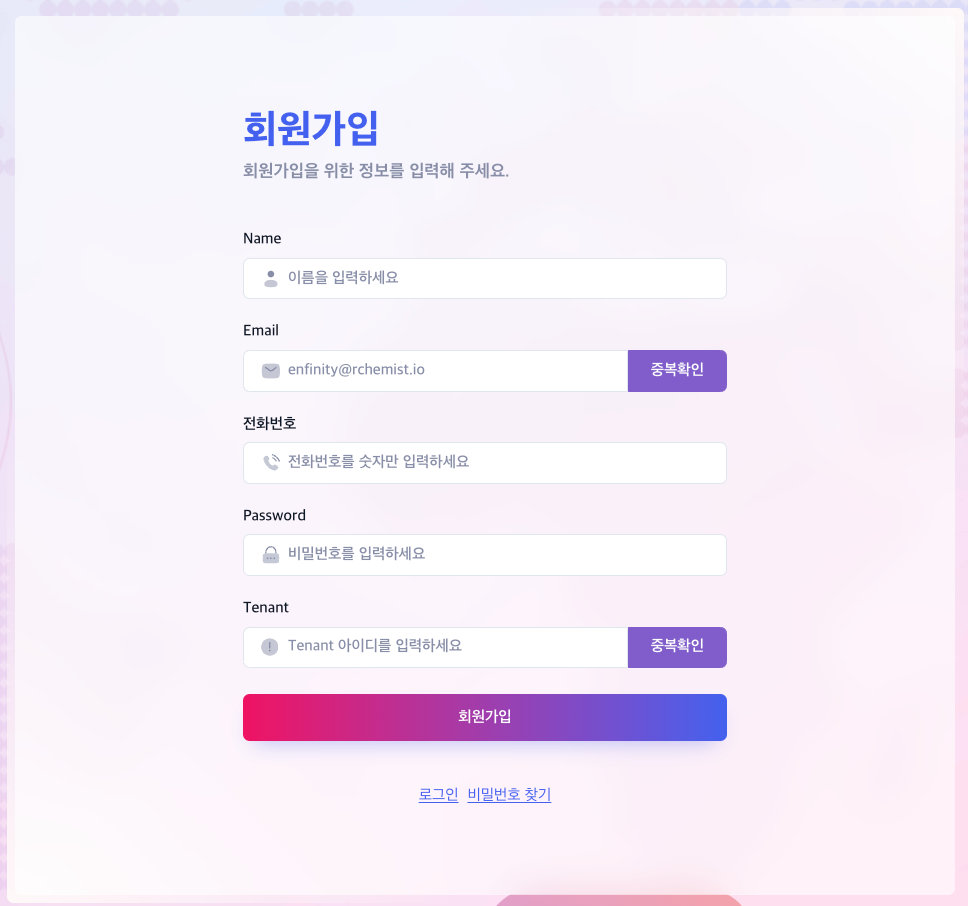 회원가입
회원가입을 위한 정보를 입력해 주세요.
Name
이름을 입력하세요
Email
enfinity@rchemist.io 중복확인
전화번호
전화번호를 숫자만 입력하세요
Password
비밀번호를 입력하세요
Tenant
Tenant 아이디를 입력하세요 중복확인
회원가입
로그인 비밀번호 찾기